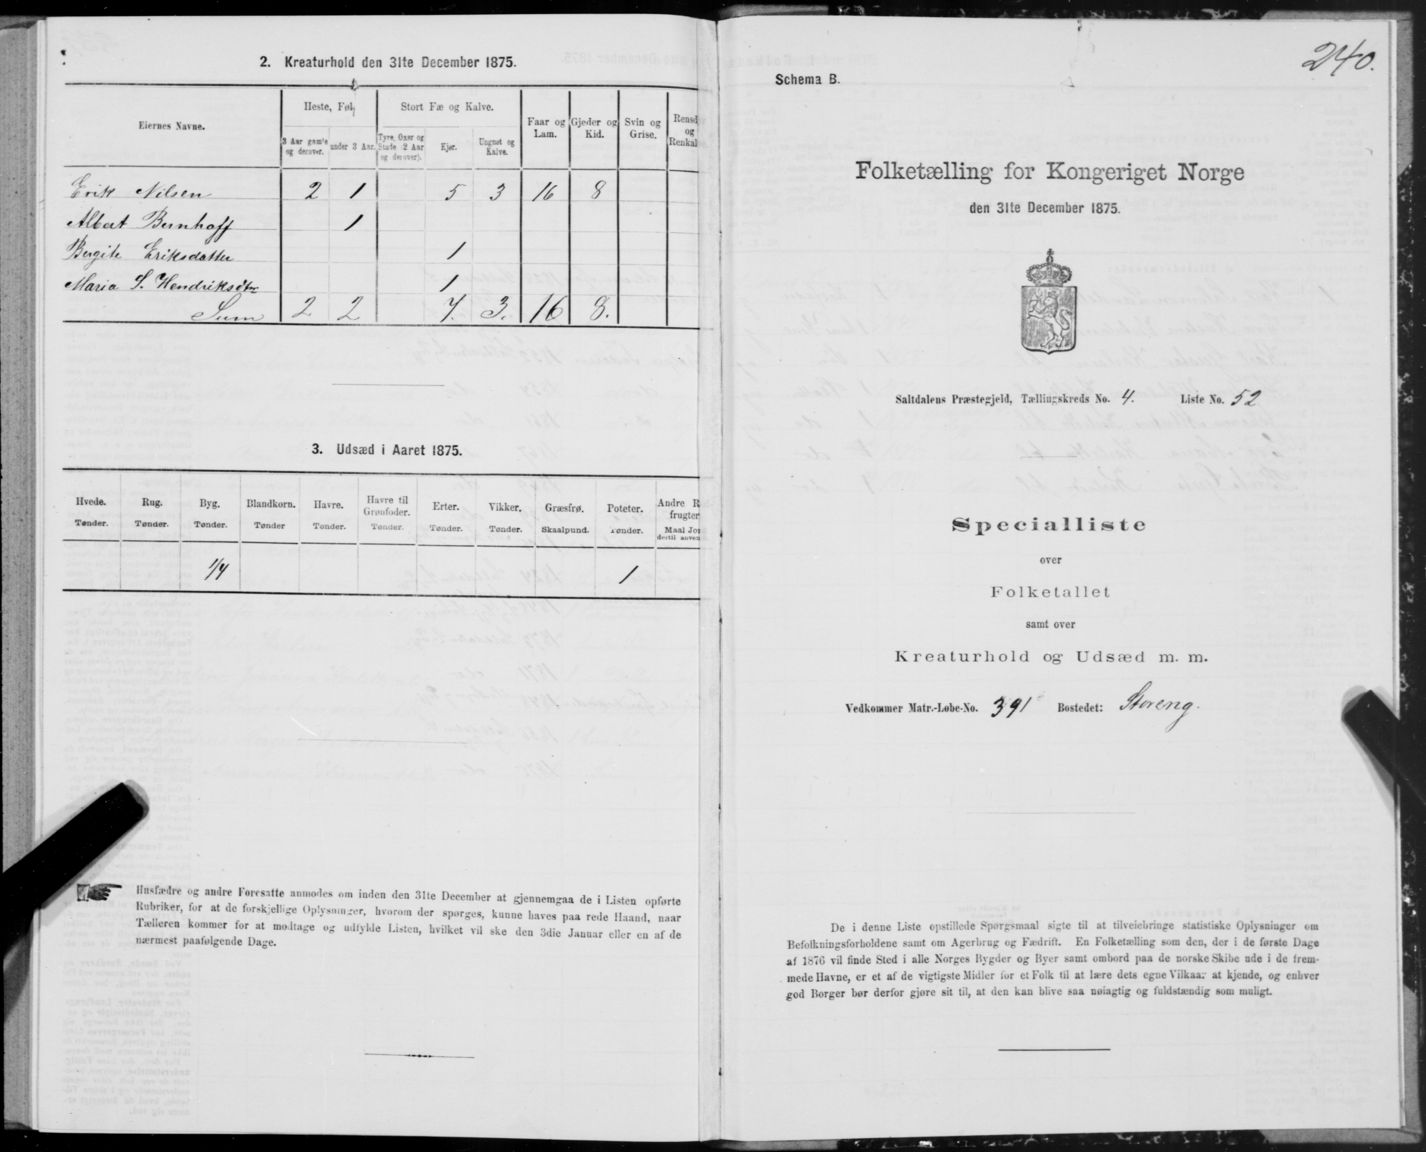 2. Kreaturhold den 31te December 1875.
Eiernes Navne. Heste, Føl, Stort Fæ og Kalve. Faar og Lam. Gjeder og Kid. Svin og Grise. Rensd og Renkal
3 Aar gamle og derover. under 3 Aar. Tyre, Oxer og Stude (2 Aar og derover). Kjør. Ungnøt og Kalve.
Erik Nilsen 2 1 5 3 16 8
Albert Bernhoff 1
Bergite Eriksdatter 1
Maria S. Hendriksdtr 1
Sum 2 2 7. 3. 16 8.
3. Udsæd i Aaret 1875.
Hvede. Rug. Byg. Blandkorn. Havre. Havre til Grønfoder. Erter. Vikker. Græsfrø. Poteter. Andre R frugter
Tønder. Tønder. Tønder. Tønder Tønder. Tønder. Tønder. Tønder. Skaalpund. Tønder. Maal Jor dertil anven
1/4 1
Husfædre og andre Foresatte anmodes om inden den 31te December at gjennemgaa de i Listen opførte
Rubriker, for at de forskjellige Oplysninger, hvorom der spørges, kunne haves paa rede Haand, naar
Tælleren kommer for at modtage og udfylde Listen, hvilket vil ske den 3die Januar eller en af de
nærmest paafølgende Dage.
240.
Schema B.
Folketælling for Kongeriget Norge
den 31te December 1875.
Saltdalens Præstegjeld, Tællingskreds No. 4. Liste No. 52
Specialliste
over
Folketallet
samt over
Kreaturhold og Udsæd m. m.
Vedkommer Matr.-Løbe-No. 391 Bostedet: Storeng.
De i denne Liste opstillede Spørgsmaal sigte til at tilveiebringe statistiske Oplysninger om
Befolkningsforholdene samt om Agerbrug og Fædrift. En Folketælling som den, der i de første Dage
af 1876 vil finde Sted i alle Norges Bygder og Byer samt ombord paa de norske Skibe ude i de frem-
mede Havne, er et af de vigtigste Midler for et Folk til at lære dets egne Vilkaar at kjende, og enhver
god Borger bør derfor gjøre sit til, at den kan blive saa nøiagtig og fuldstændig som muligt.